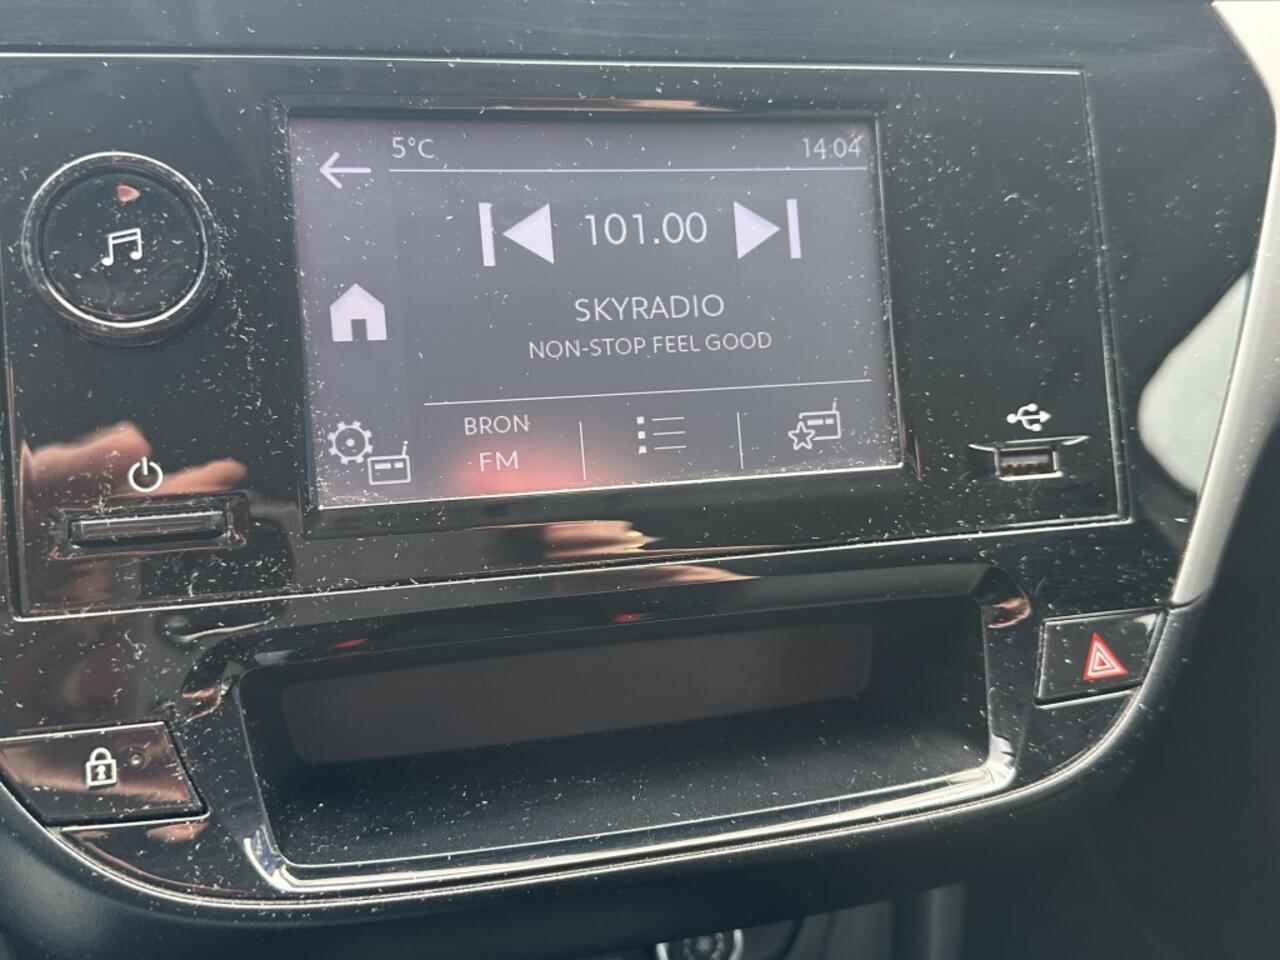 5°C
14:04
101.00
SKYRADIO
NON-STOP FEEL GOOD
BRON
FM